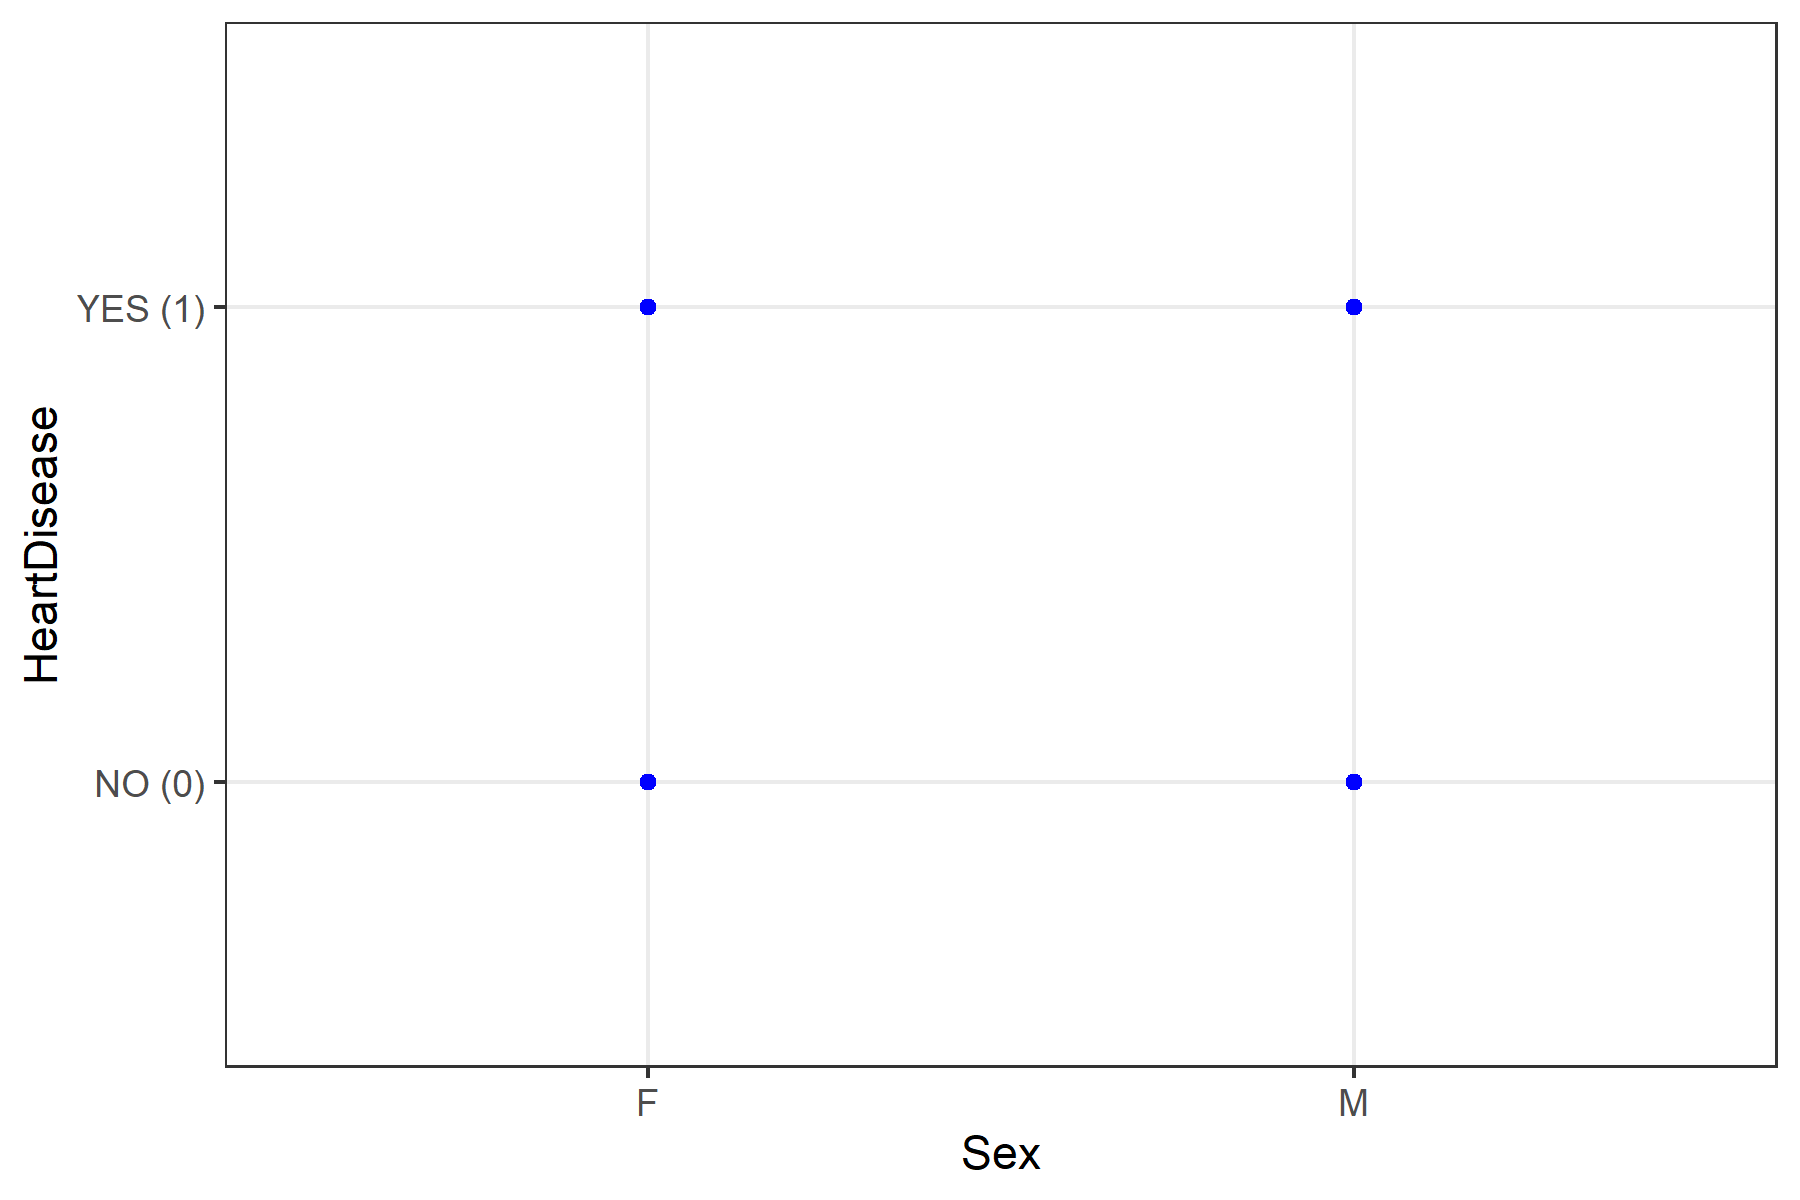 YES (1)
HeartDisease
NO (0)
F
M
Sex